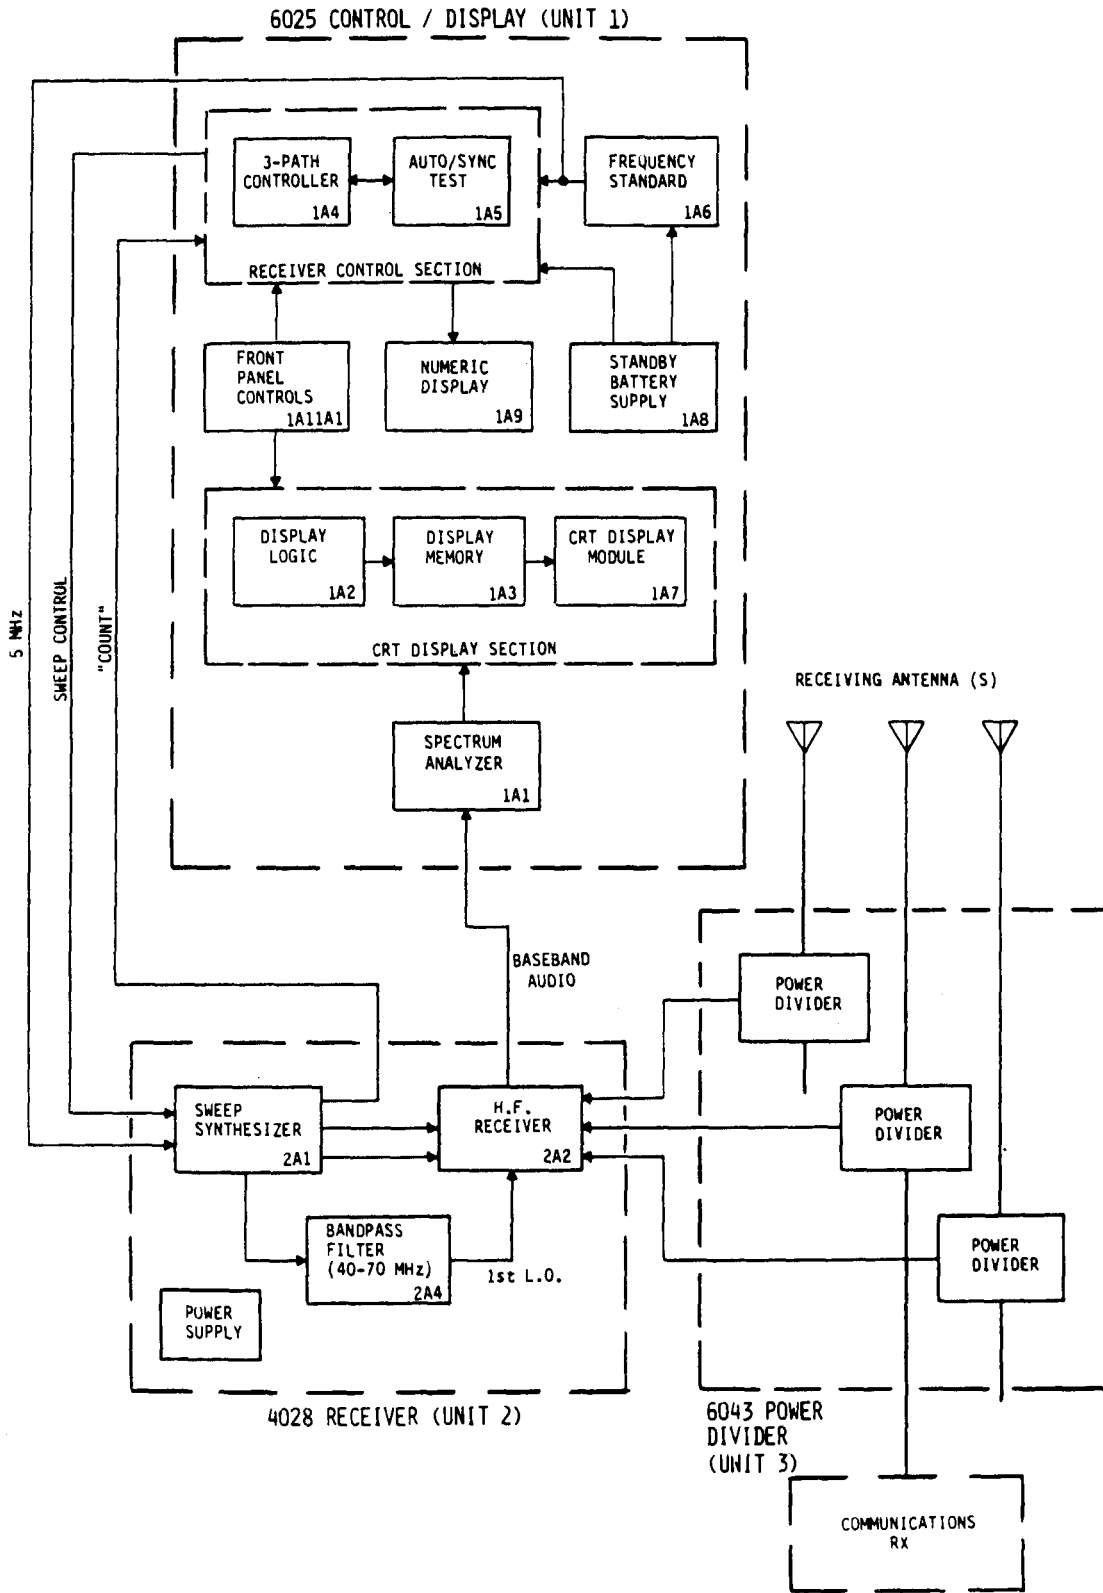 6025 CONTROL / DISPLAY (UNIT 1)
3-PATH
CONTROLLER
1A4
AUTO/SYNC
TEST
1A5
FREQUENCY
STANDARD
1A6
RECEIVER CONTROL SECTION
FRONT
PANEL
CONTROLS
1A11A1
NUMERIC
DISPLAY
1A9
STANDBY
BATTERY
SUPPLY
1A8
DISPLAY
LOGIC
1A2
DISPLAY
MEMORY
1A3
CRT DISPLAY
MODULE
1A7
CRT DISPLAY SECTION
5 MHz
SWEEP CONTROL
"COUNT"
SPECTRUM
ANALYZER
1A1
RECEIVING ANTENNA (S)
BASEBAND
AUDIO
POWER
DIVIDER
SWEEP
SYNTHESIZER
2A1
H.F.
RECEIVER
2A2
POWER
DIVIDER
BANDPASS
FILTER
(40-70 MHz)
2A4
1st L.O.
POWER
DIVIDER
POWER
SUPPLY
4028 RECEIVER (UNIT 2)
6043 POWER
DIVIDER
(UNIT 3)
COMMUNICATIONS
RX